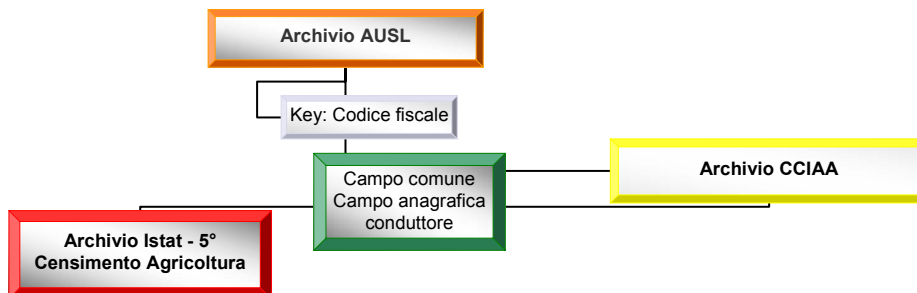 Archivio AUSL
Key: Codice fiscale
Campo comune
Campo anagrafica
conduttore
Archivio CCIAA
Archivio Istat - 5°
Censimento Agricoltura